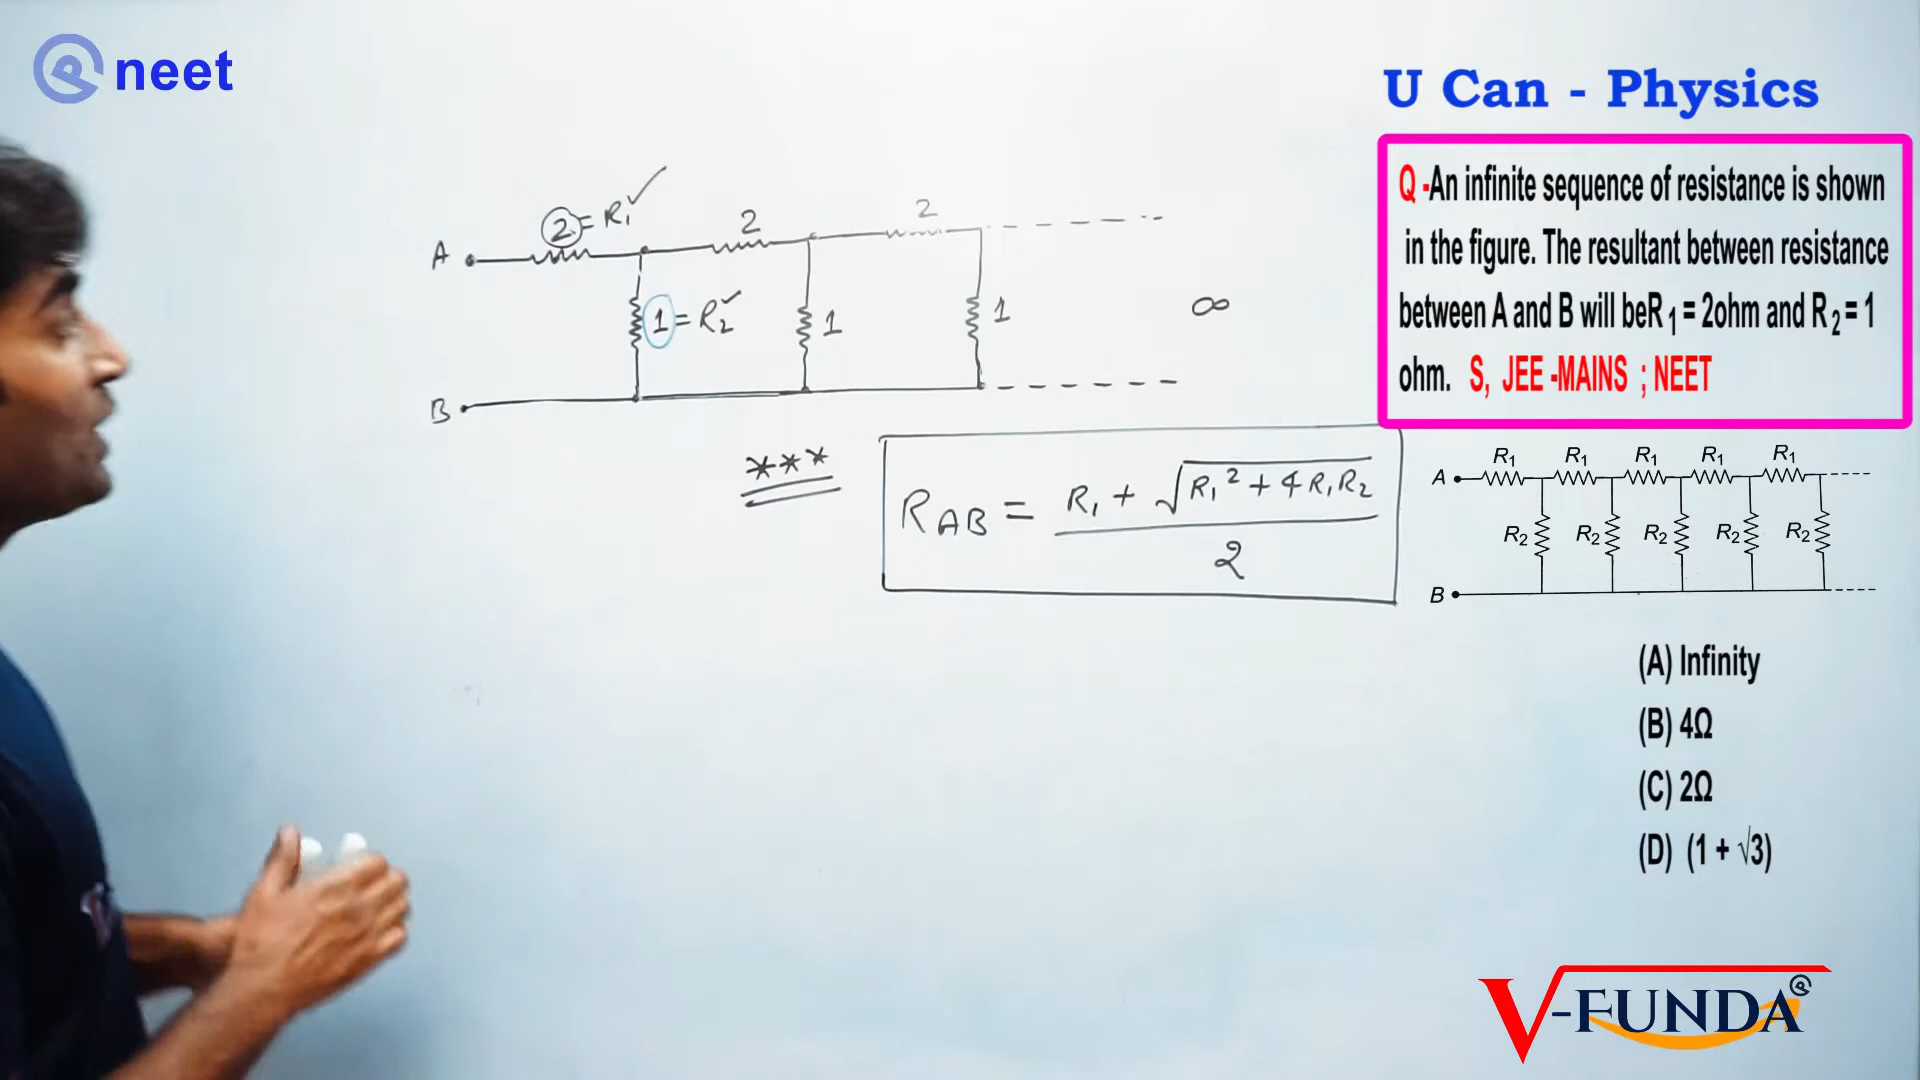 neet
U Can - Physics
Q -An infinite sequence of resistance is shown
in the figure. The resultant between resistance
between A and B will beR1 = 2ohm and R2 = 1
ohm. S, JEE -MAINS ; NEET
2 = R1 ✓
2
2
A
1 = R2 ✓
1
1
∞
B
***
RAB = R1 + √R1² + 4R1R2
2
R1 R1 R1 R1 R1
A
R2 R2 R2 R2 R2
B
(A) Infinity
(B) 4Ω
(C) 2Ω
(D) (1 + √3)
V-FUNDA